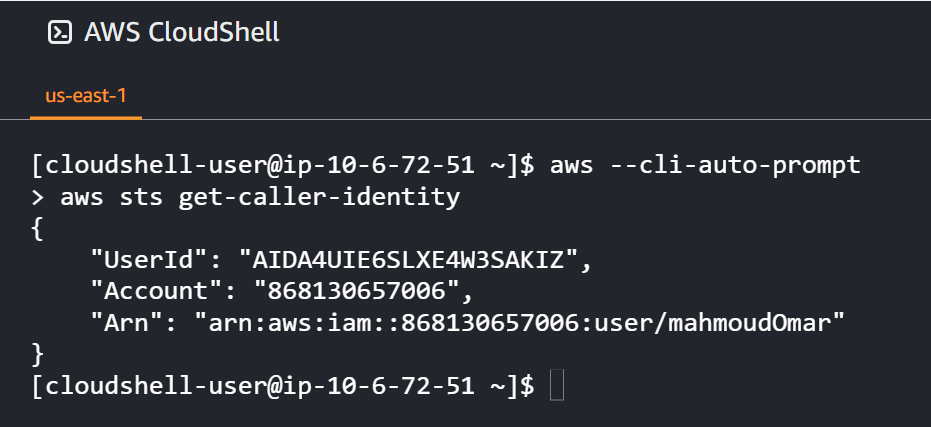 AWS CloudShell
us-east-1
[cloudshell-user@ip-10-6-72-51 ~]$ aws --cli-auto-prompt
> aws sts get-caller-identity
{
    "UserId": "AIDA4UIE6SLXE4W3SAKIZ",
    "Account": "868130657006",
    "Arn": "arn:aws:iam::868130657006:user/mahmoudOmar"
}
[cloudshell-user@ip-10-6-72-51 ~]$